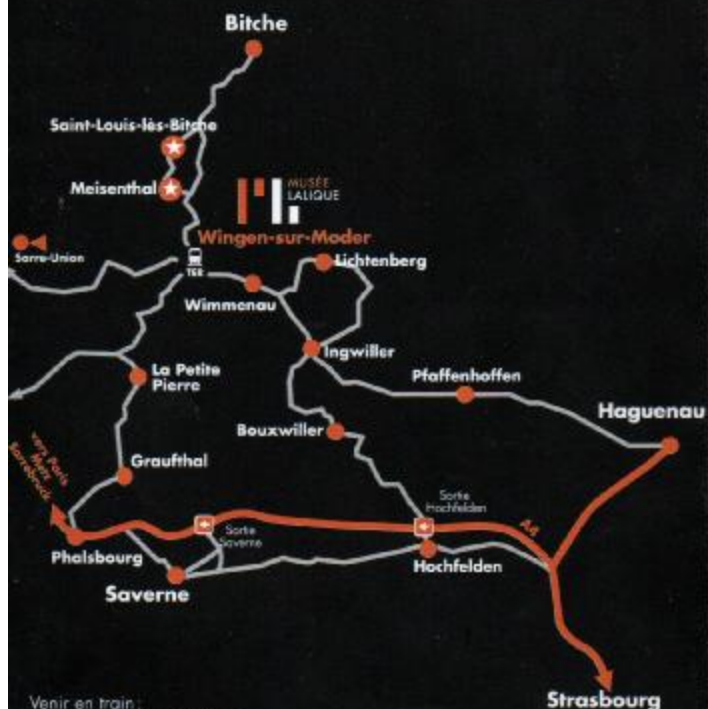 Bitche
Saint-Louis-lès-Bitche
Meisenthal
MUSÉE
LALIQUE
Wingen-sur-Moder
Sarre-Union
TER
Lichtenberg
Wimmenau
Ingwiller
La Petite
Pierre
Pfaffenhoffen
Haguenau
Bouxwiller
Graufthal
vers Paris
Metz
Sarrebruck
Sortie
Hochfelden
A4
Sortie
Saverne
Phalsbourg
Hochfelden
Saverne
Strasbourg
Venir en train :